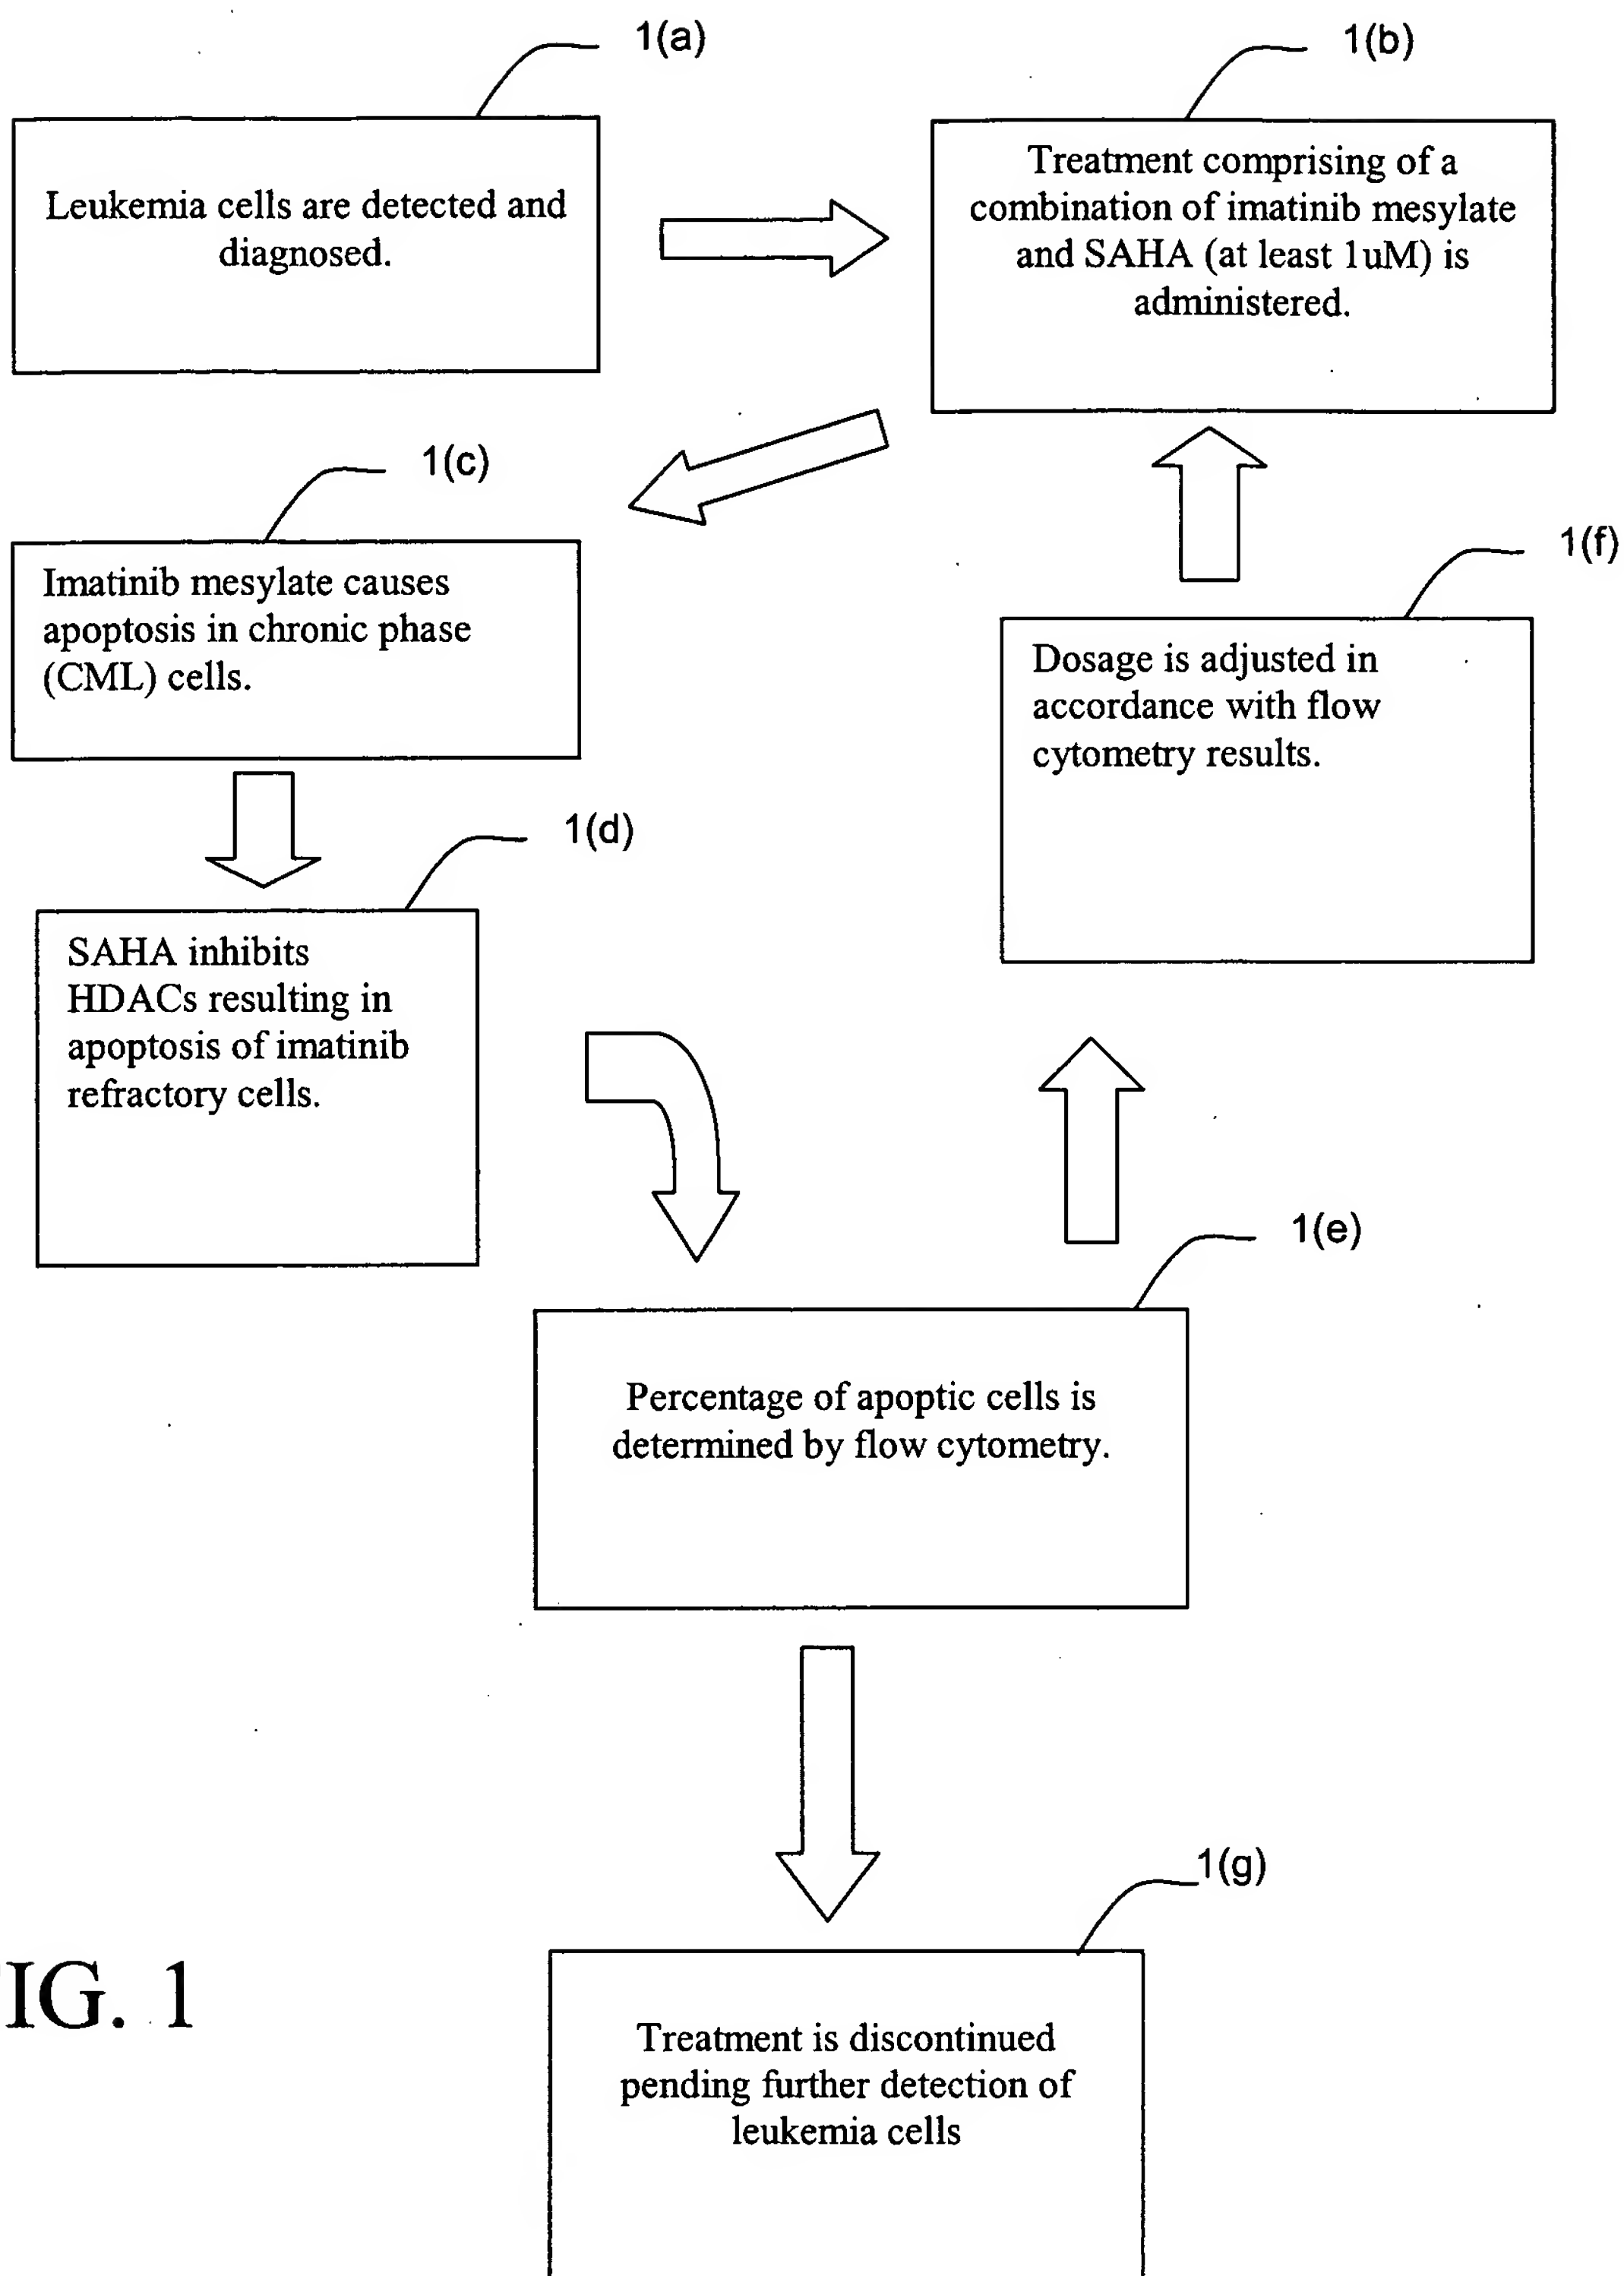 1(a)
Leukemia cells are detected and
diagnosed.
1(b)
Treatment comprising of a
combination of imatinib mesylate
and SAHA (at least 1uM) is
administered.
1(c)
Imatinib mesylate causes
apoptosis in chronic phase
(CML) cells.
1(f)
Dosage is adjusted in
accordance with flow
cytometry results.
1(d)
SAHA inhibits
HDACs resulting in
apoptosis of imatinib
refractory cells.
1(e)
Percentage of apoptic cells is
determined by flow cytometry.
1(g)
Treatment is discontinued
pending further detection of
leukemia cells
IG. 1